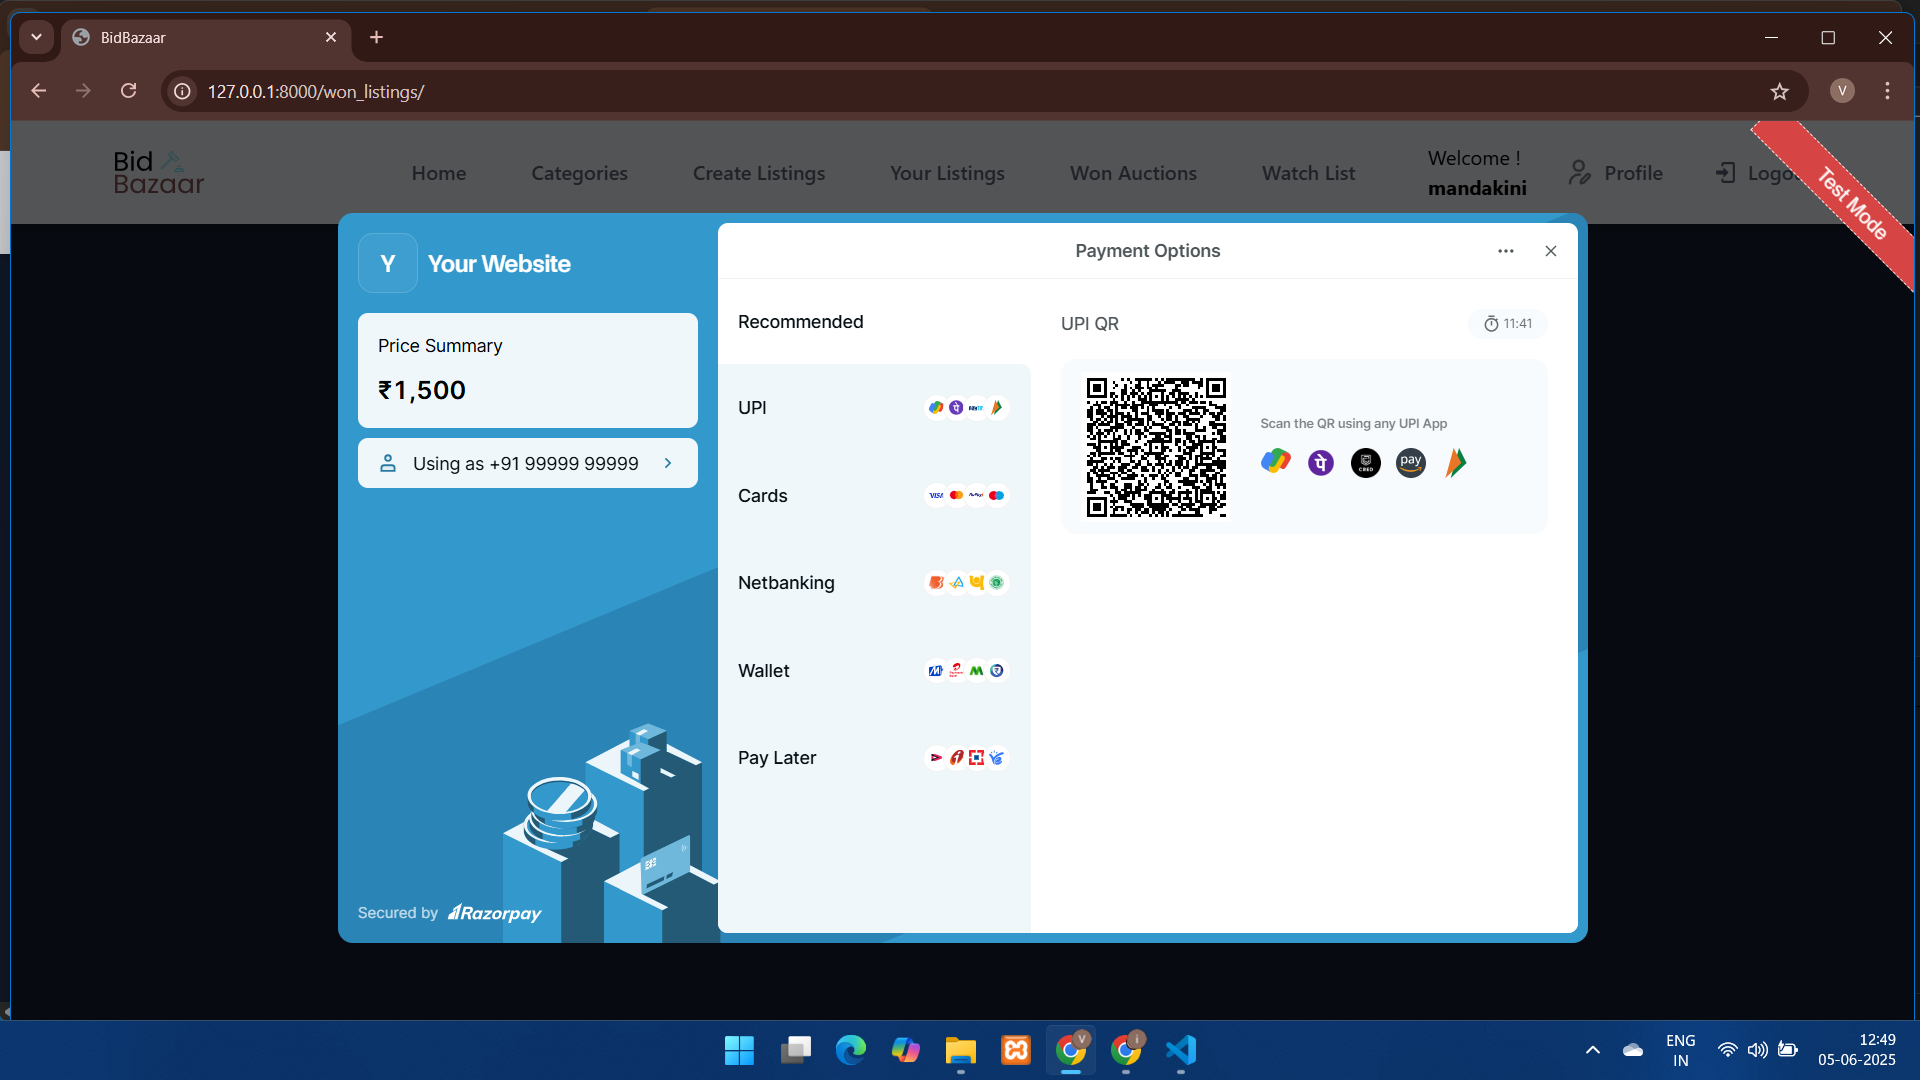 BidBazaar
127.0.0.1:8000/won_listings/
V
Bid
Bazaar
Home
Categories
Create Listings
Your Listings
Won Auctions
Watch List
Welcome !
mandakini
Profile
Logo
Test Mode
Y
Your Website
Price Summary
₹1,500
Using as +91 99999 99999
Secured by Razorpay
Payment Options
Recommended
UPI
Cards
VISA
Netbanking
Wallet
Pay Later
UPI QR
11:41
Scan the QR using any UPI App
पे
CRED
pay
ENG
IN
12:49
05-06-2025